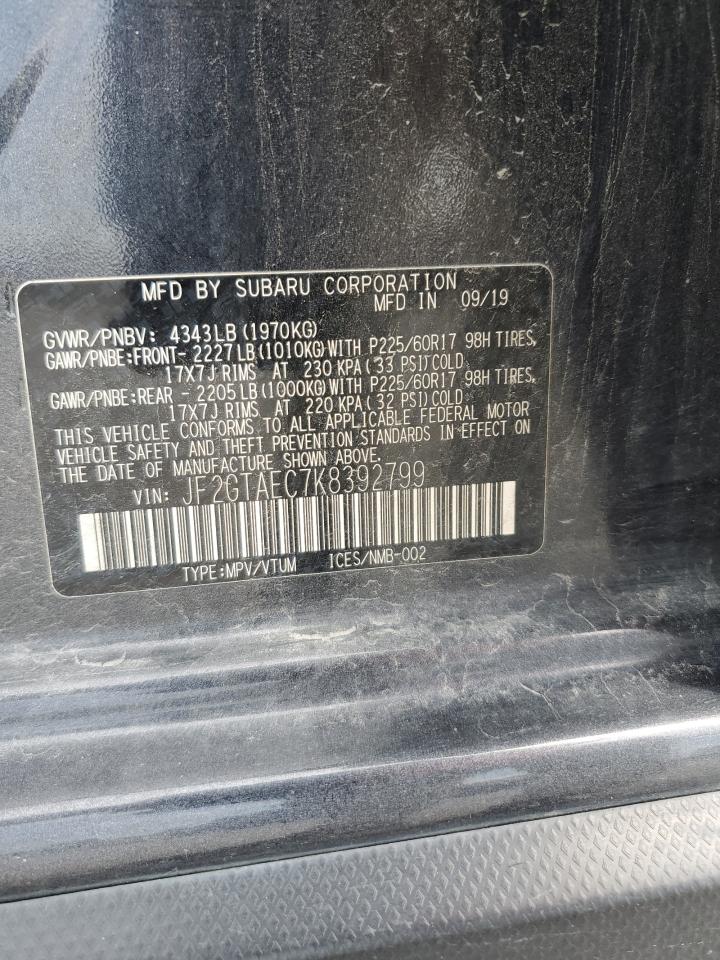 MFD BY SUBARU CORPORATION
MFD IN 09/19
GVWR/PNBV: 4343LB(1970KG)
GAWR/PNBE:FRONT- 2227LB(1010KG)WITH P225/60R17 98H TIRES,
17X7J RIMS AT 230 KPA(33 PSI)COLD
GAWR/PNBE:REAR - 2205LB(1000KG)WITH P225/60R17 98H TIRES,
17X7J RIMS AT 220 KPA(32 PSI)COLD
THIS VEHICLE CONFORMS TO ALL APPLICABLE FEDERAL MOTOR
VEHICLE SAFETY AND THEFT PREVENTION STANDARDS IN EFFECT ON
THE DATE OF MANUFACTURE SHOWN ABOVE.
VIN: JF2GTAEC7K8392799
TYPE:MPV/VTUM ICES/NMB-002